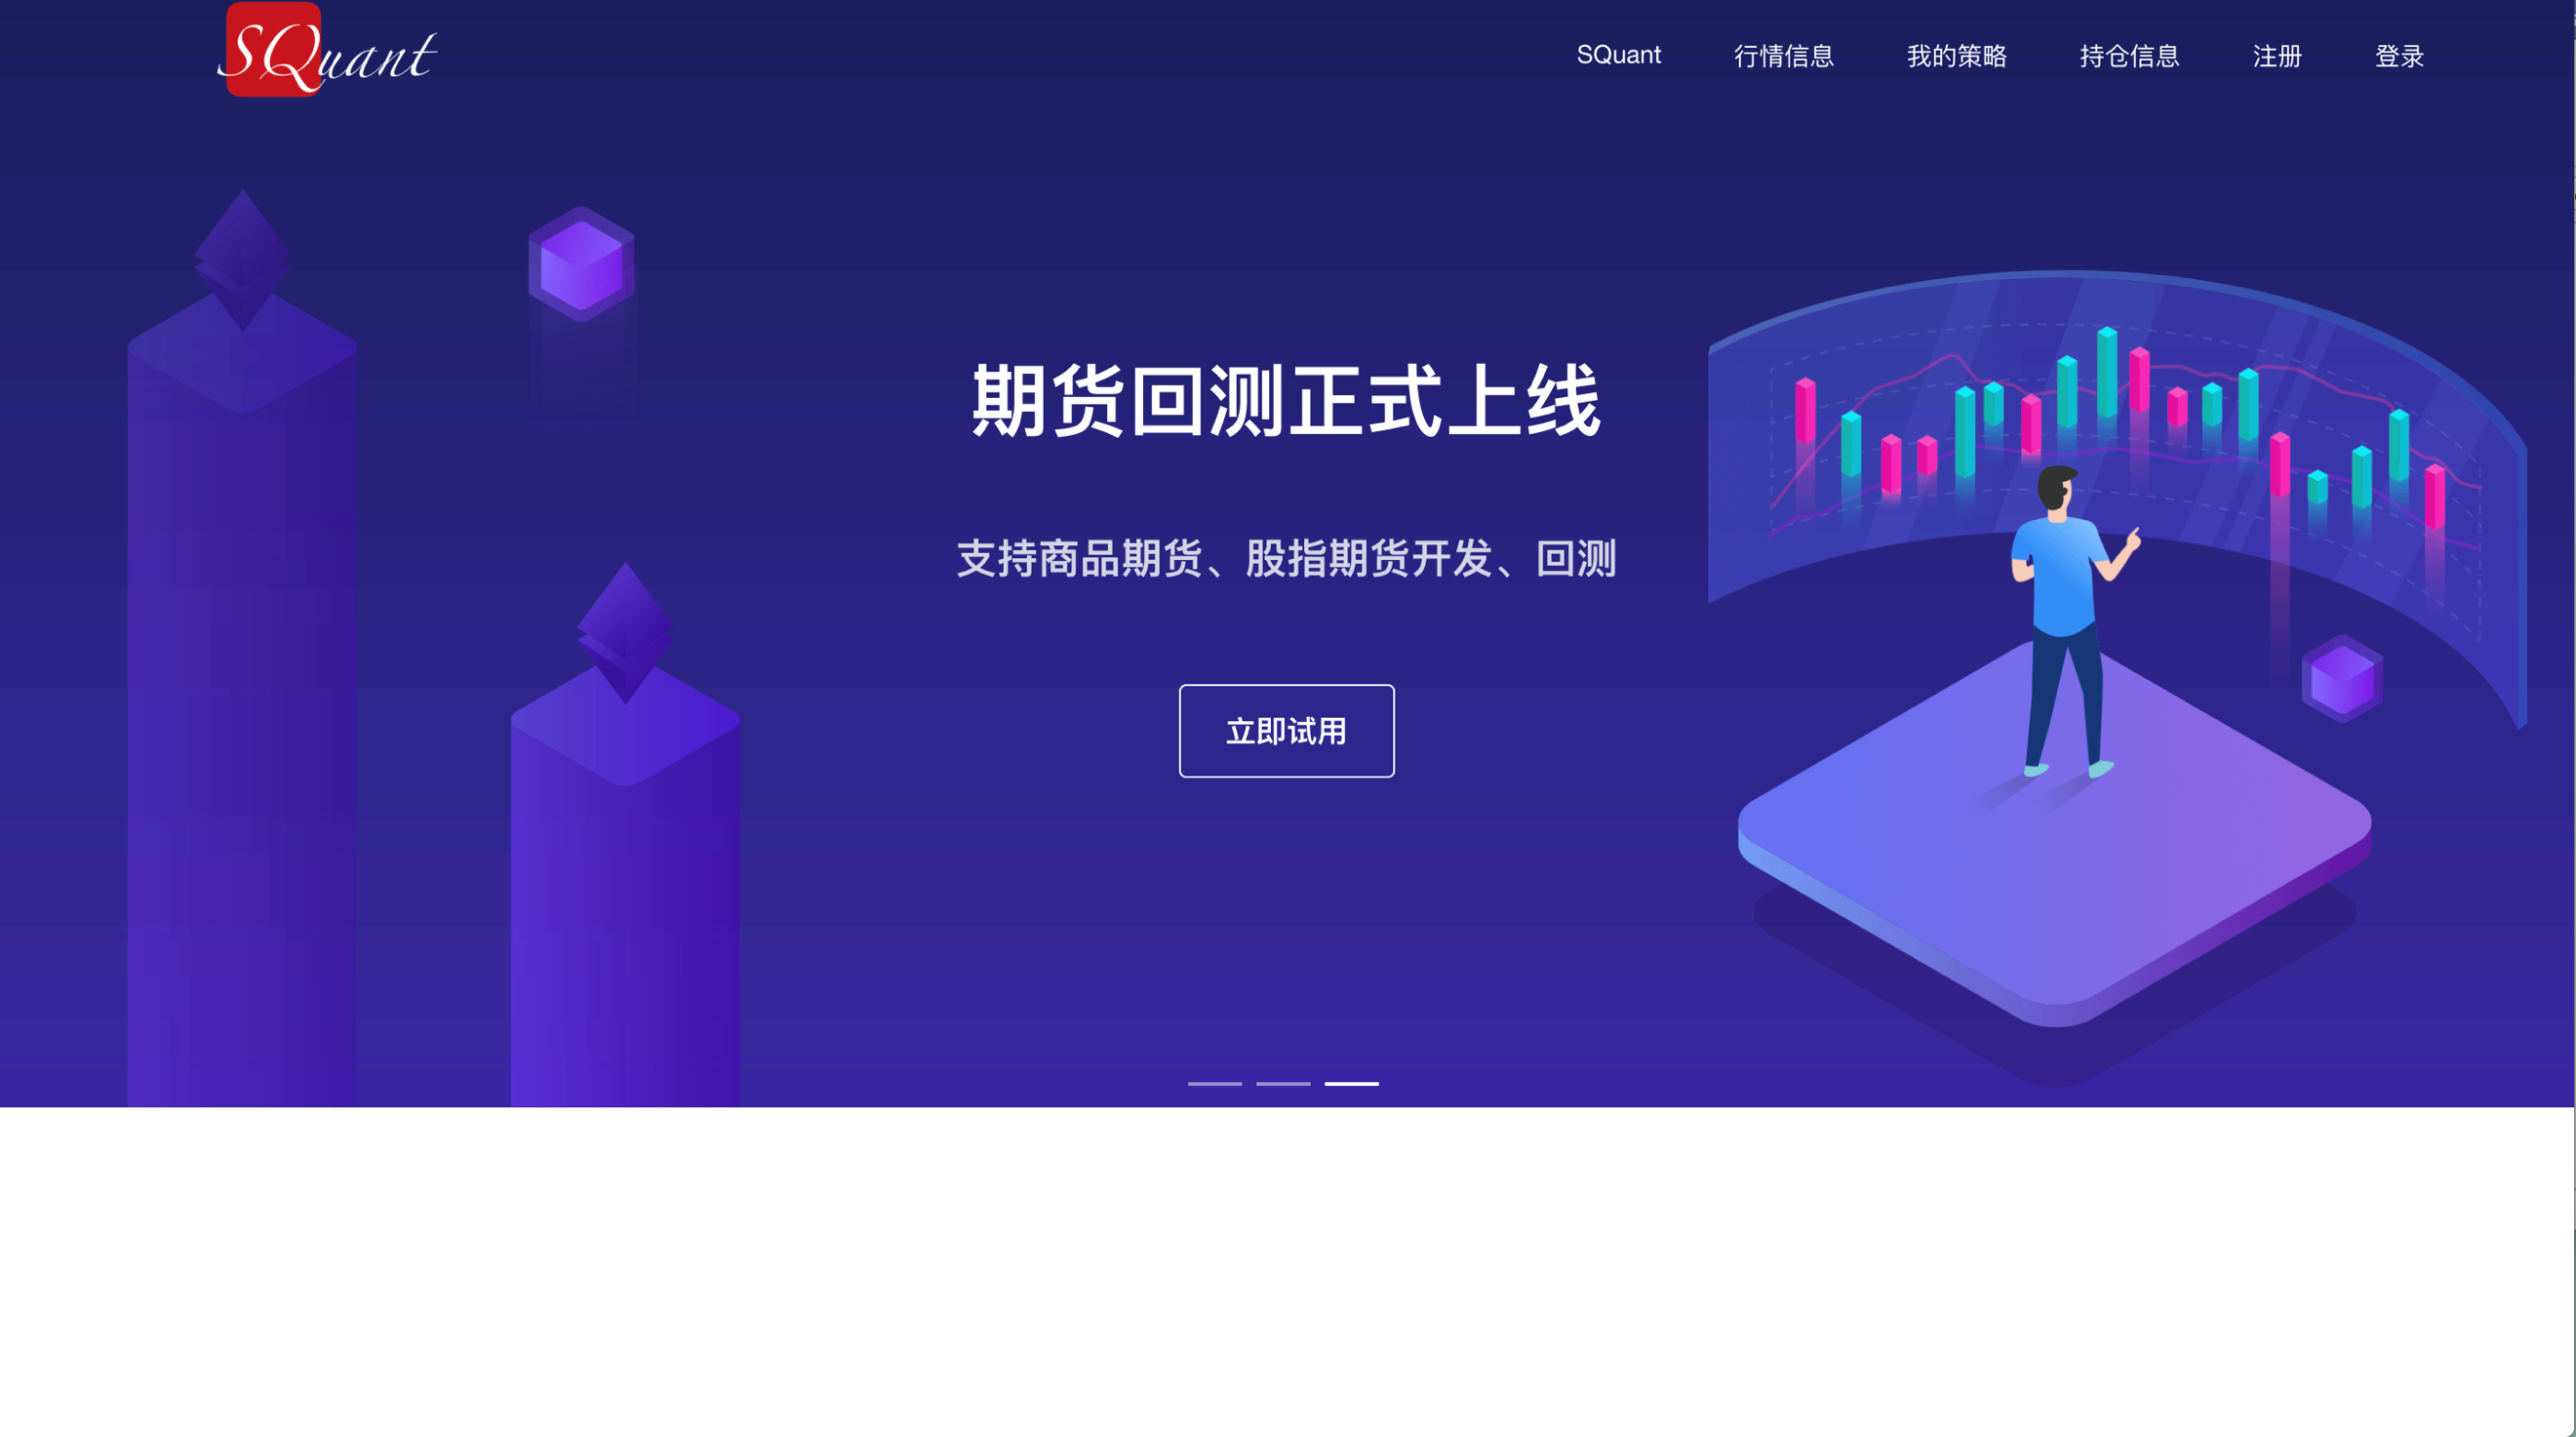 SQuant
SQuant 行情信息 我的策略 持仓信息 注册 登录
期货回测正式上线
支持商品期货、股指期货开发、回测
立即试用